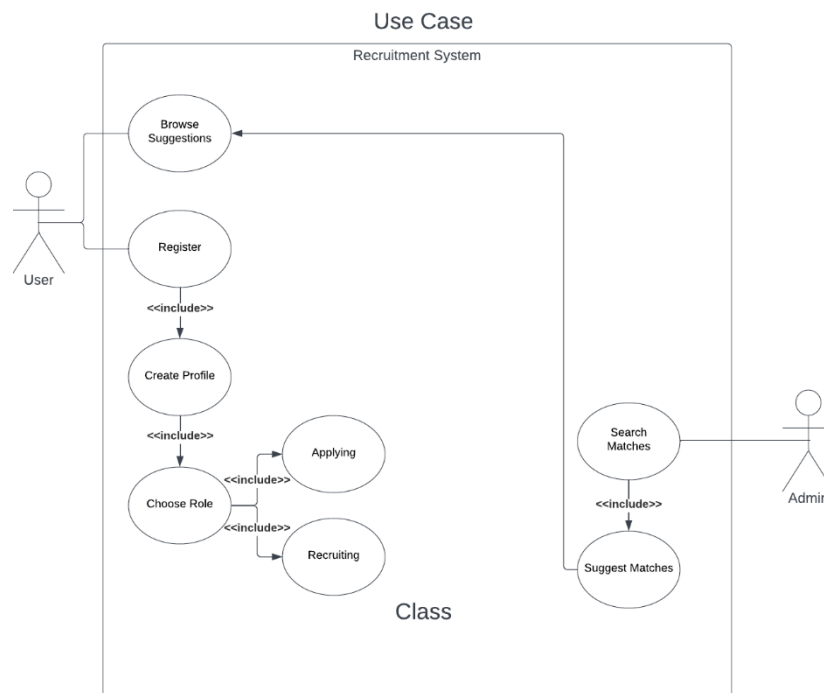 Use Case
Recruitment System
Browse
Suggestions
Register
User
<<include>>
Create Profile
<<include>>
Applying
Search
Matches
<<include>>
Choose Role
<<include>>
Admin
<<include>>
Recruiting
Suggest Matches
Class